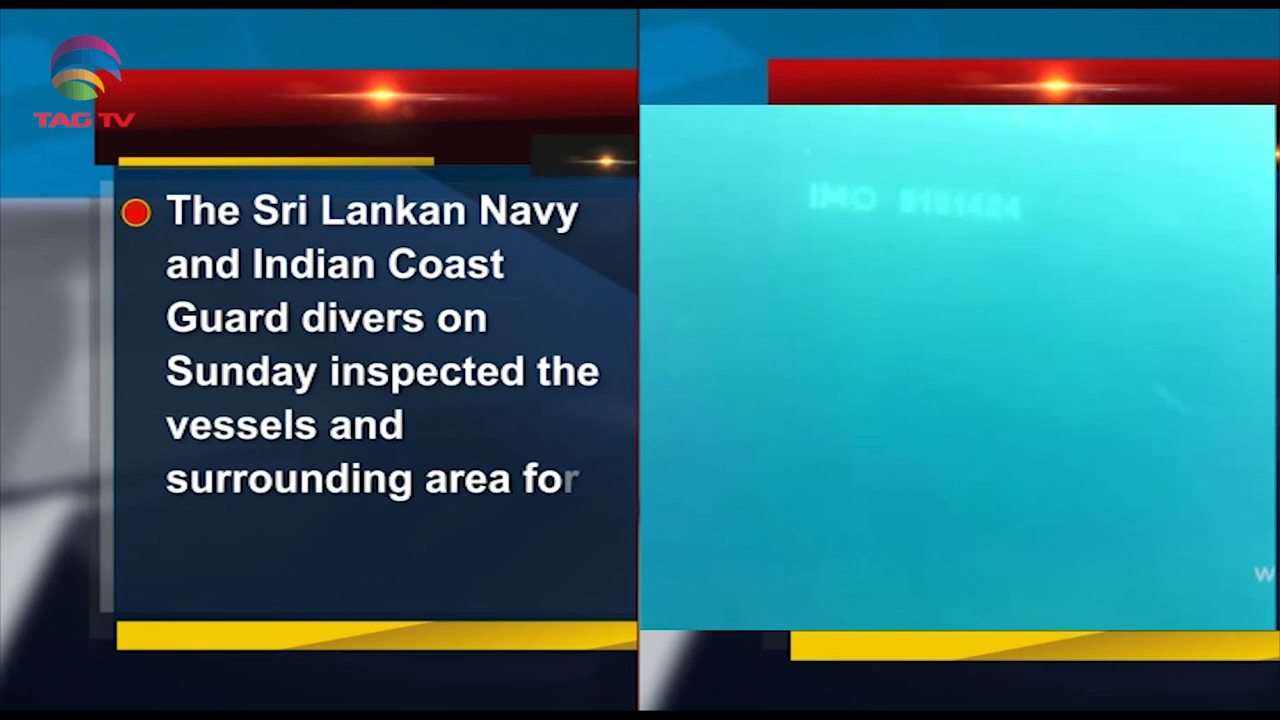 TAG TV
The Sri Lankan Navy
and Indian Coast
Guard divers on
Sunday inspected the
vessels and
surrounding area for
IMO 9151424
W